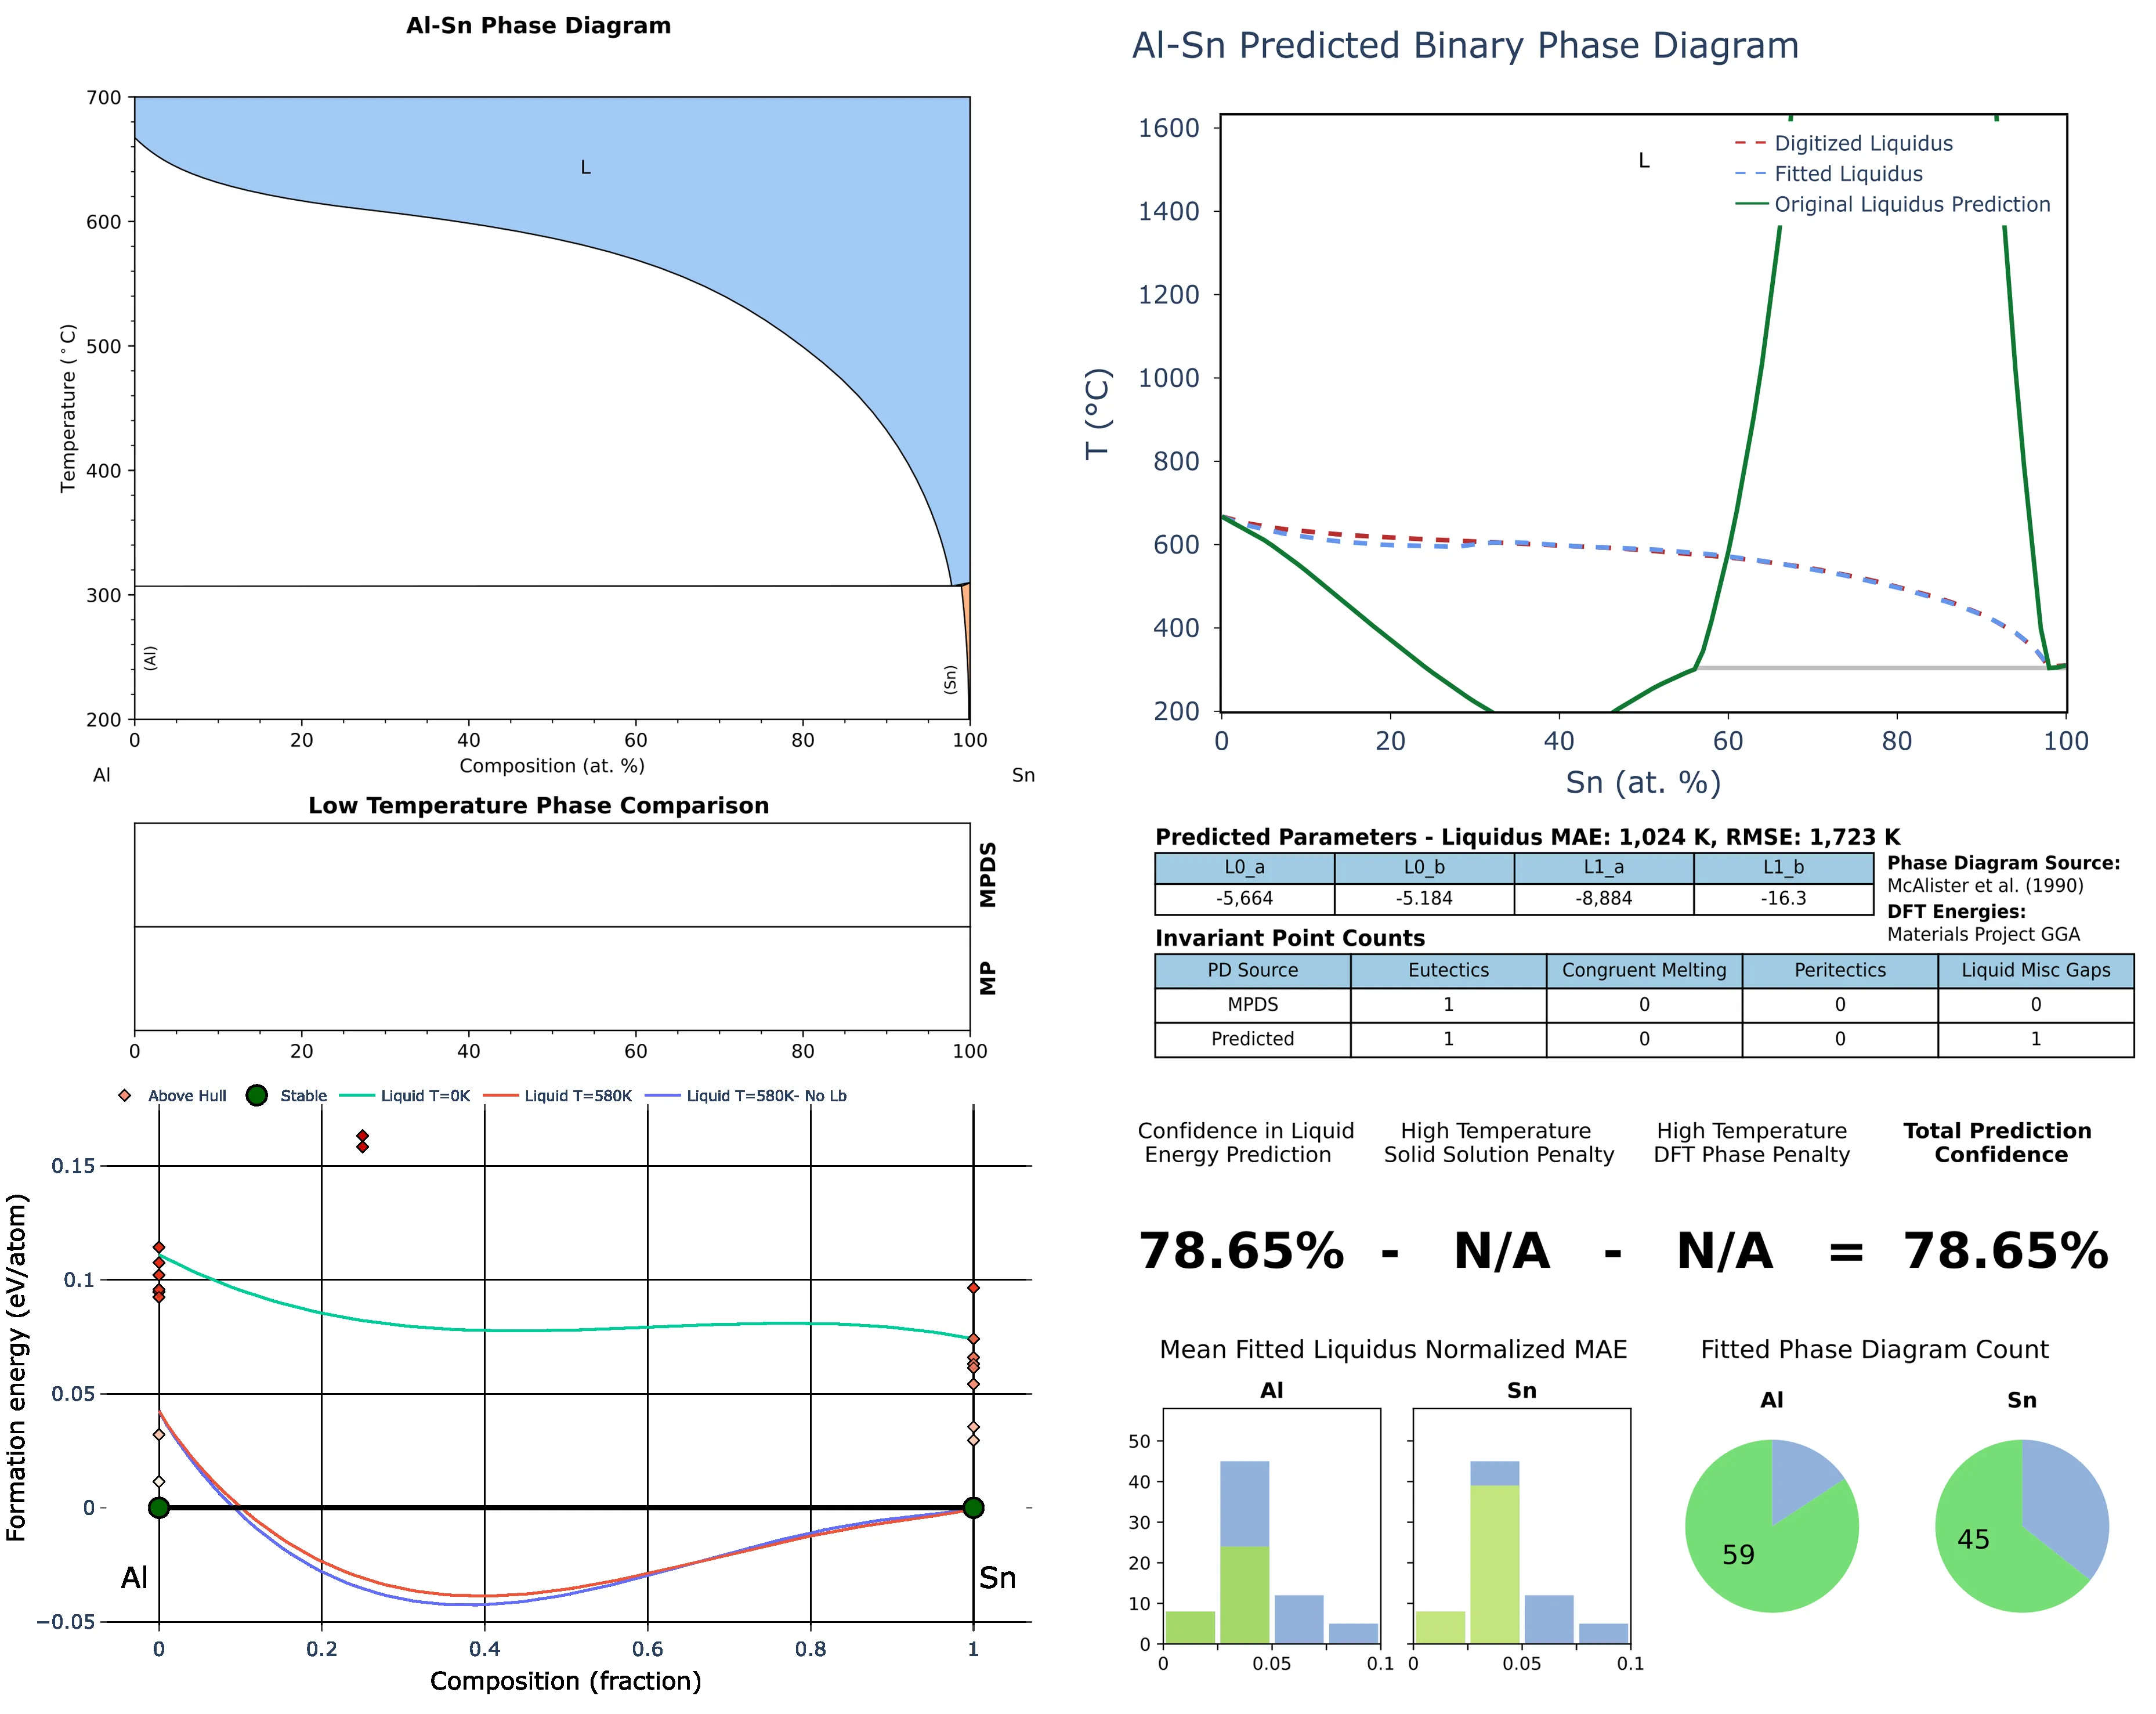 Al-Sn Phase Diagram
700
600
500
400
300
200
Temperature (°C)
L
(Al)
(Sn)
0 20 40 60 80 100
Al Composition (at. %) Sn
Low Temperature Phase Comparison
MPDS
MP
0 20 40 60 80 100
Above Hull Stable Liquid T=0K Liquid T=580K Liquid T=580K- No Lb
0.15
0.1
0.05
0
−0.05
Formation energy (eV/atom)
Al Sn
0 0.2 0.4 0.6 0.8 1
Composition (fraction)
Al-Sn Predicted Binary Phase Diagram
1600
1400
1200
1000
800
600
400
200
T (°C)
L
Digitized Liquidus
Fitted Liquidus
Original Liquidus Prediction
0 20 40 60 80 100
Sn (at. %)
Predicted Parameters - Liquidus MAE: 1,024 K, RMSE: 1,723 K
L0_a L0_b L1_a L1_b
-5,664 -5.184 -8,884 -16.3
Phase Diagram Source:
McAlister et al. (1990)
DFT Energies:
Materials Project GGA
Invariant Point Counts
PD Source Eutectics Congruent Melting Peritectics Liquid Misc Gaps
MPDS 1 0 0 0
Predicted 1 0 0 1
Confidence in Liquid Energy Prediction
High Temperature Solid Solution Penalty
High Temperature DFT Phase Penalty
Total Prediction Confidence
78.65% - N/A - N/A = 78.65%
Mean Fitted Liquidus Normalized MAE
Al Sn
50
40
30
20
10
0
0 0.05 0.1 0 0.05 0.1
Fitted Phase Diagram Count
Al Sn
59 45